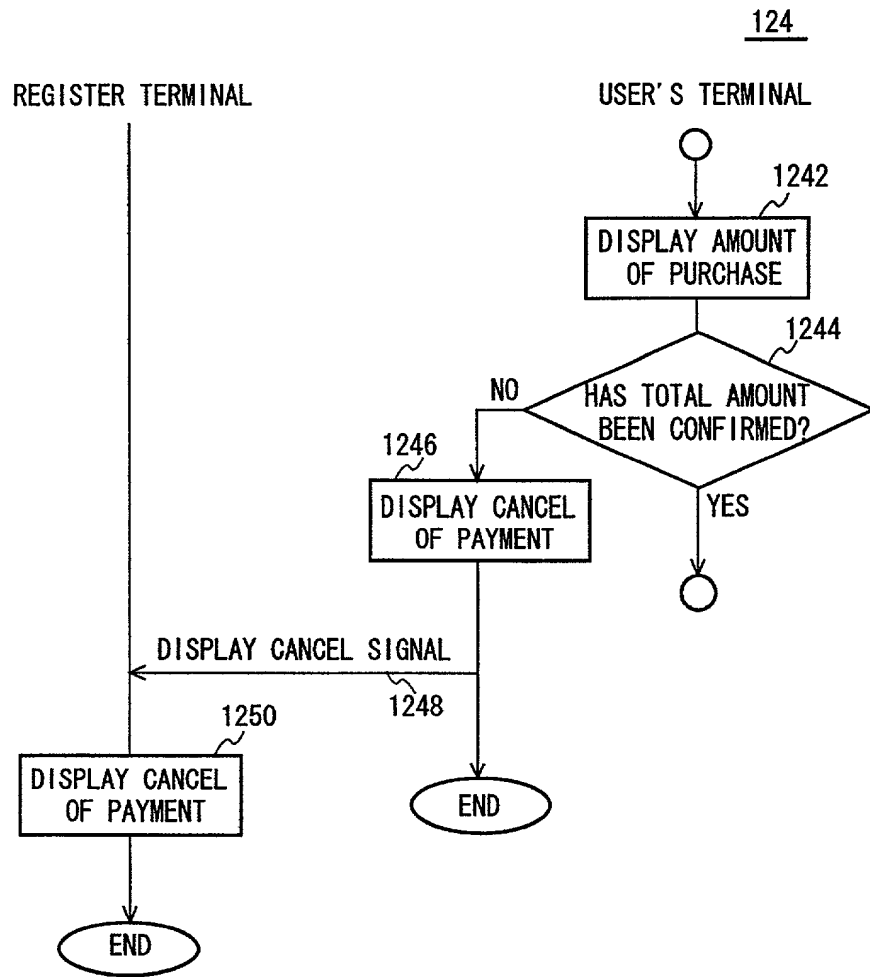 124
REGISTER TERMINAL
USER'S TERMINAL
1242
DISPLAY AMOUNT
OF PURCHASE
1244
HAS TOTAL AMOUNT
BEEN CONFIRMED?
NO
YES
1246
DISPLAY CANCEL
OF PAYMENT
DISPLAY CANCEL SIGNAL
1248
1250
DISPLAY CANCEL
OF PAYMENT
END
END